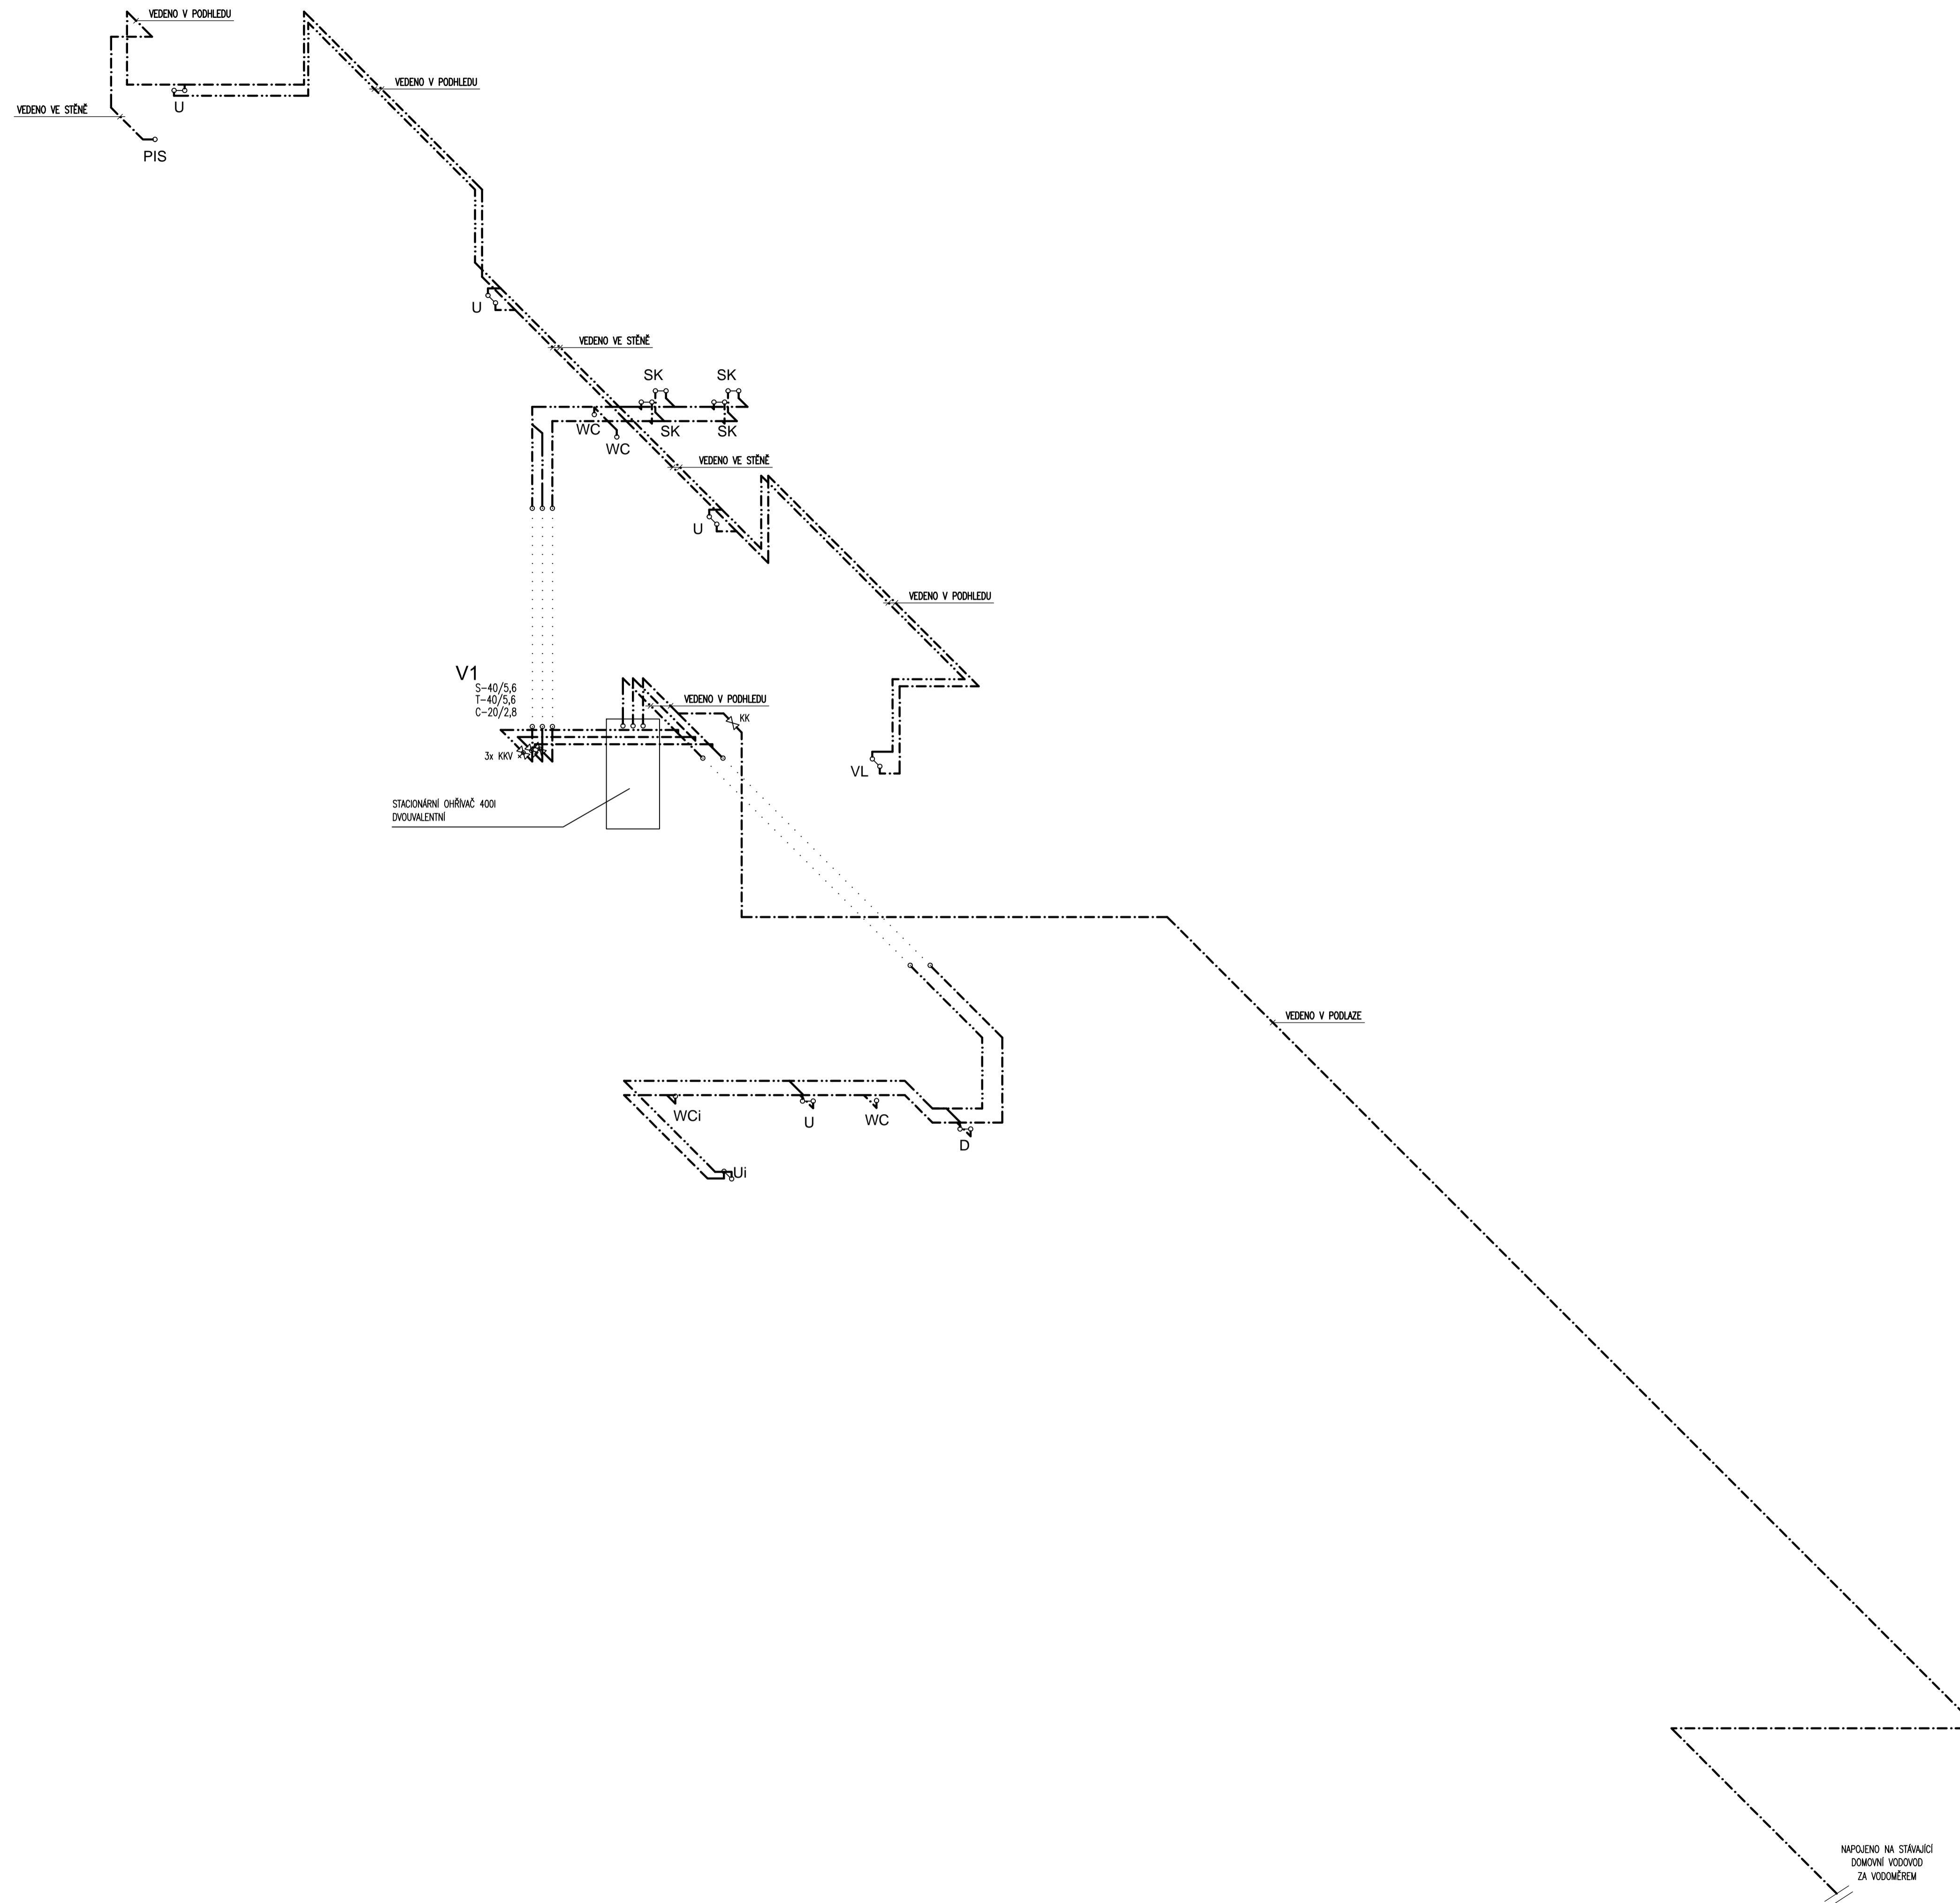 VEDENO V PODHLEDU
VEDENO V PODHLEDU
U
VEDENO VE STĚNĚ
PIS
U
VEDENO VE STĚNĚ
SK
SK
WC
SK
SK
WC
VEDENO VE STĚNĚ
U
VEDENO V PODHLEDU
V1
S-40/5,6
T-40/5,6
C-20/2,8
VEDENO V PODHLEDU
KK
3x KKV
VL
STACIONÁRNÍ OHŘÍVAČ 400l
DVOUVALENTNÍ
VEDENO V PODLAZE
WCi
U
WC
D
Ui
NAPOJENO NA STÁVAJÍCÍ
DOMOVNÍ VODOVOD
ZA VODOMĚREM